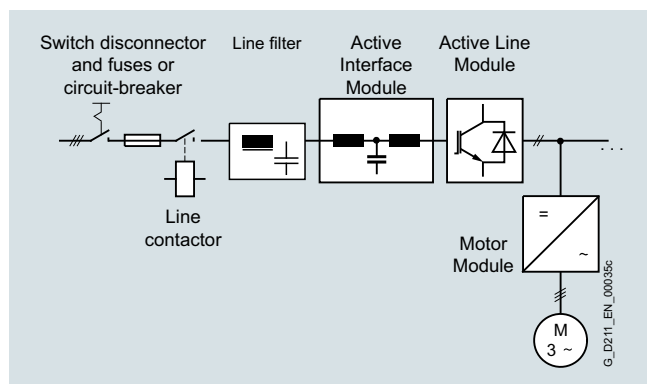 Switch disconnector
and fuses or
circuit-breaker
Line filter
Active
Interface
Module
Active Line
Module
. . .
Line
contactor
Motor
Module
=
~
M
3 ~
G_D211_EN_00035c